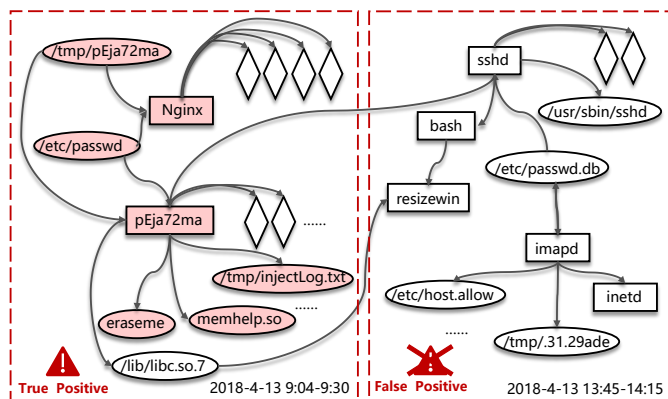 /tmp/pEja72ma
Nginx
/etc/passwd
pEja72ma
......
/tmp/injectLog.txt
......
eraseme
memhelp.so
/lib/libc.so.7
True Positive
2018-4-13 9:04-9:30
sshd
/usr/sbin/sshd
bash
/etc/passwd.db
resizewin
imapd
/etc/host.allow
inetd
......
/tmp/.31.29ade
False Positive
2018-4-13 13:45-14:15